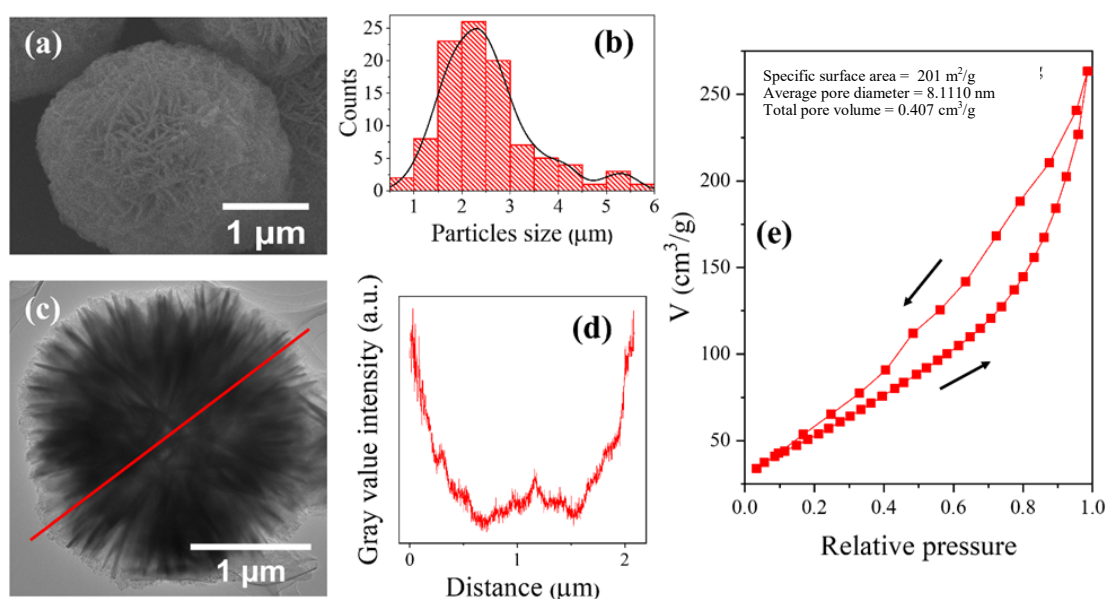 (a)
1 μm
(b)
Counts
25
20
15
10
5
0
1 2 3 4 5 6
Particles size (μm)
(c)
1 μm
(d)
Gray value intensity (a.u.)
0 1 2
Distance (μm)
(e)
Specific surface area = 201 m²/g
Average pore diameter = 8.1110 nm
Total pore volume = 0.407 cm³/g
V (cm³/g)
250
200
150
100
50
0.0 0.2 0.4 0.6 0.8 1.0
Relative pressure